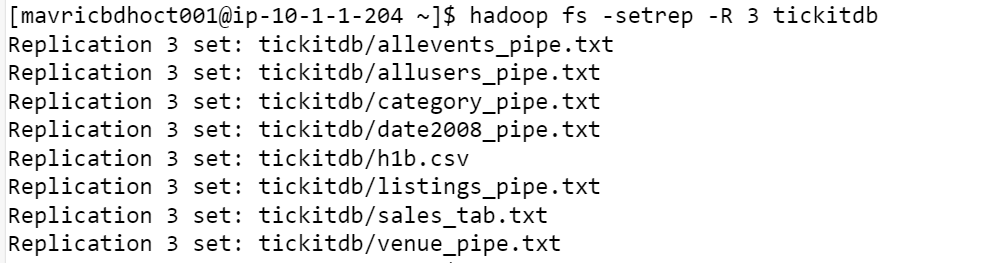 [mavricbdhoct001@ip-10-1-1-204 ~]$ hadoop fs -setrep -R 3 tickitdb
Replication 3 set: tickitdb/allevents_pipe.txt
Replication 3 set: tickitdb/allusers_pipe.txt
Replication 3 set: tickitdb/category_pipe.txt
Replication 3 set: tickitdb/date2008_pipe.txt
Replication 3 set: tickitdb/h1b.csv
Replication 3 set: tickitdb/listings_pipe.txt
Replication 3 set: tickitdb/sales_tab.txt
Replication 3 set: tickitdb/venue_pipe.txt